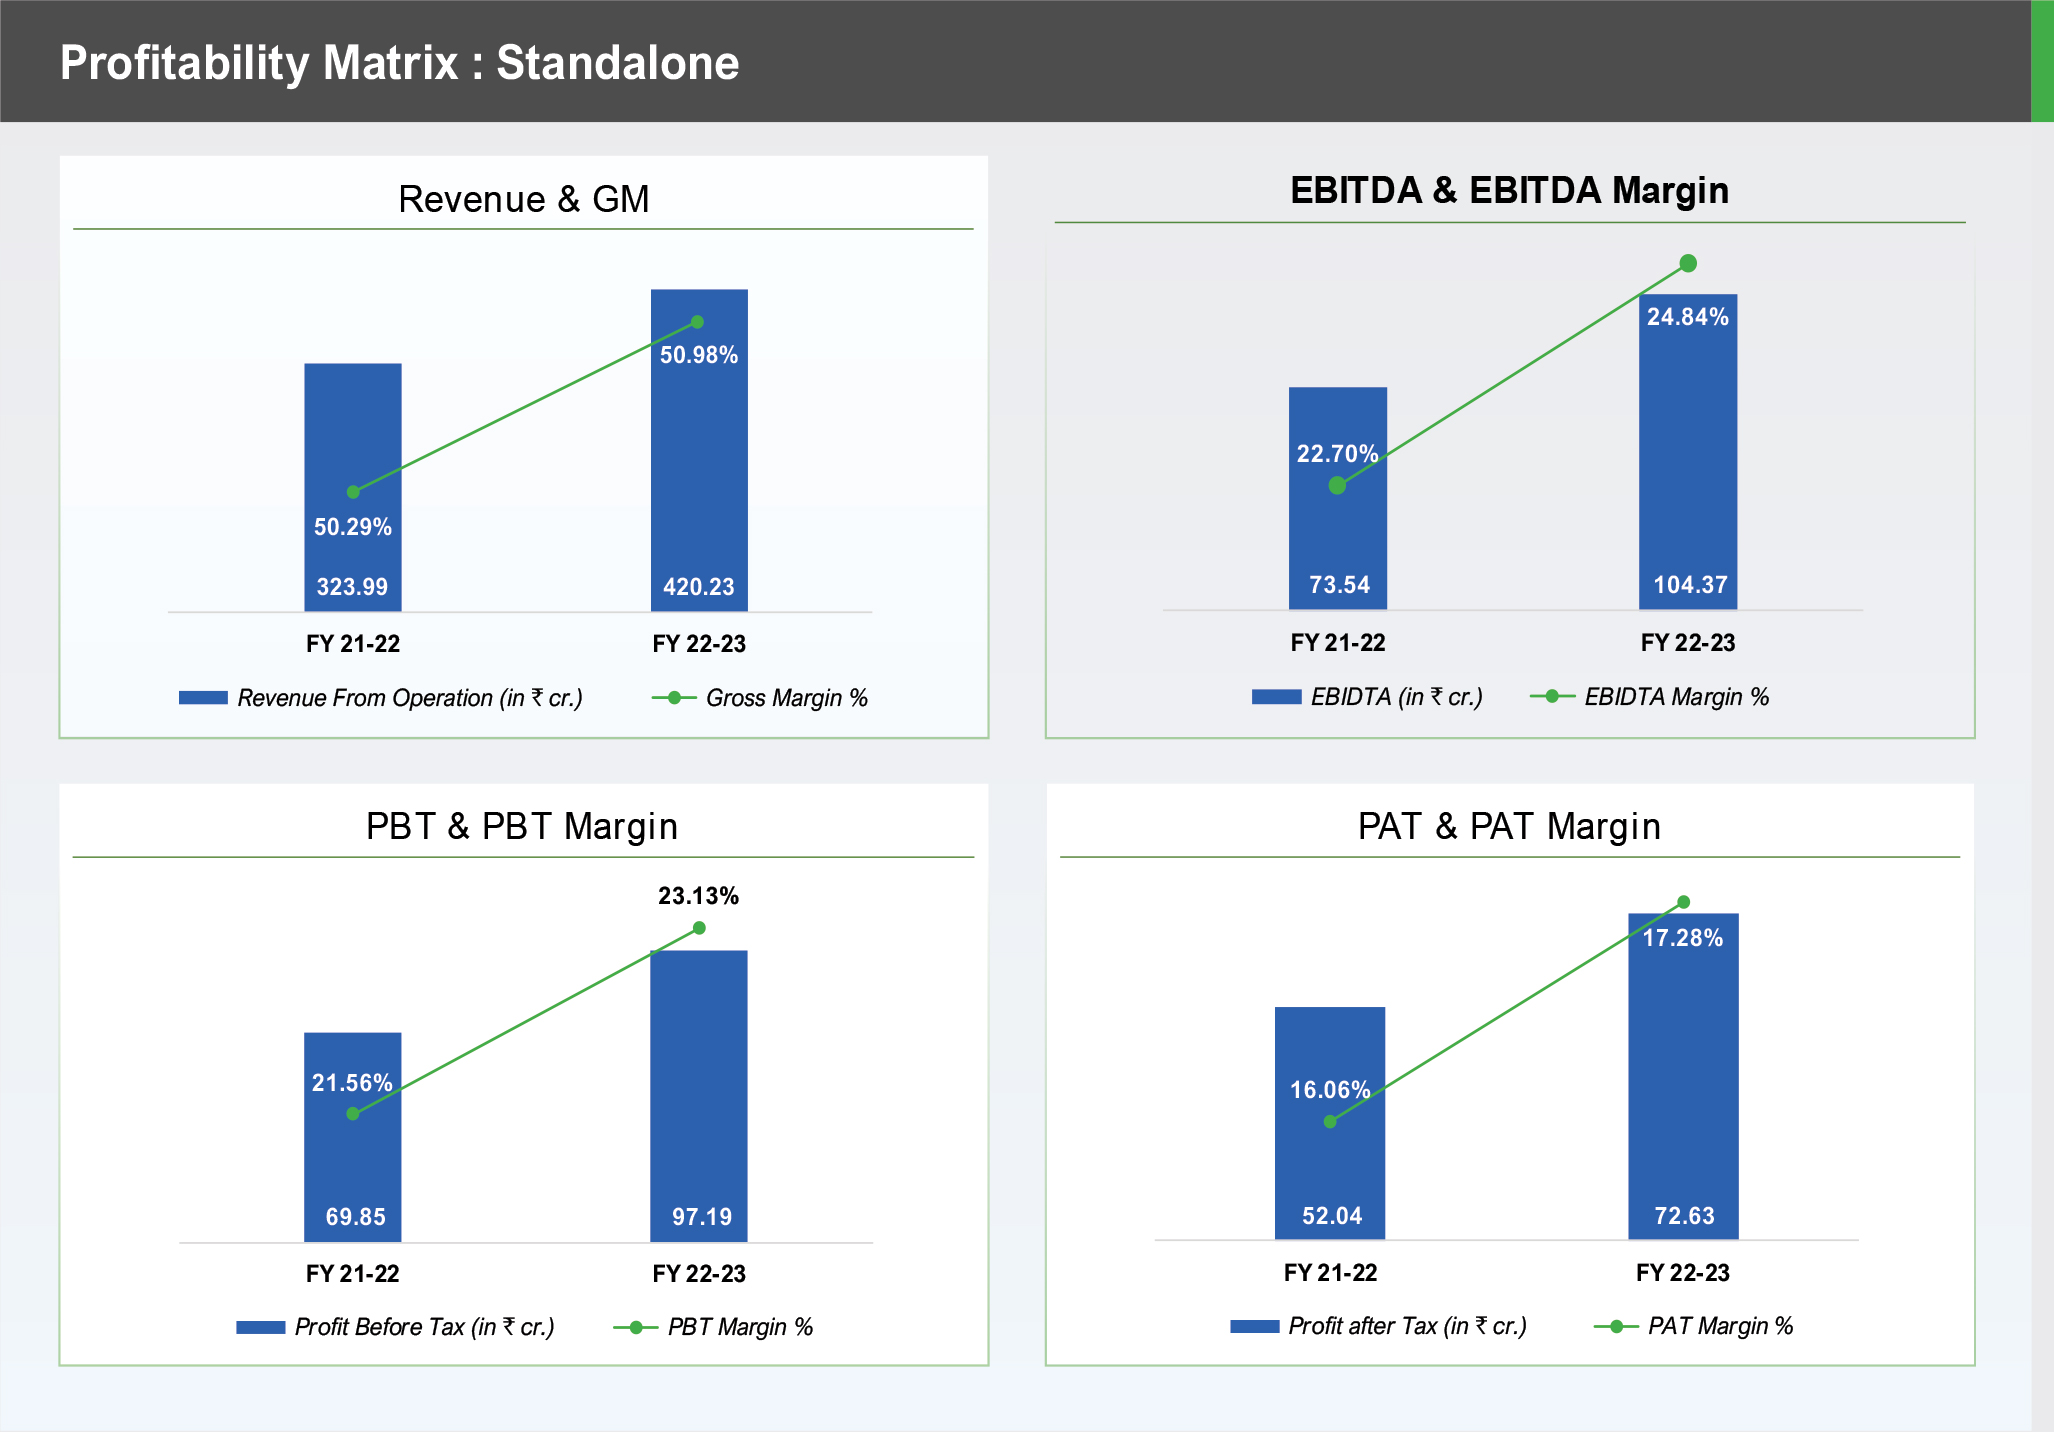 Profitability Matrix : Standalone
Revenue & GM
50.98%
50.29%
323.99
420.23
FY 21-22
FY 22-23
Revenue From Operation (in ₹ cr.)
Gross Margin %
EBITDA & EBITDA Margin
24.84%
22.70%
73.54
104.37
FY 21-22
FY 22-23
EBIDTA (in ₹ cr.)
EBIDTA Margin %
PBT & PBT Margin
23.13%
21.56%
69.85
97.19
FY 21-22
FY 22-23
Profit Before Tax (in ₹ cr.)
PBT Margin %
PAT & PAT Margin
17.28%
16.06%
52.04
72.63
FY 21-22
FY 22-23
Profit after Tax (in ₹ cr.)
PAT Margin %